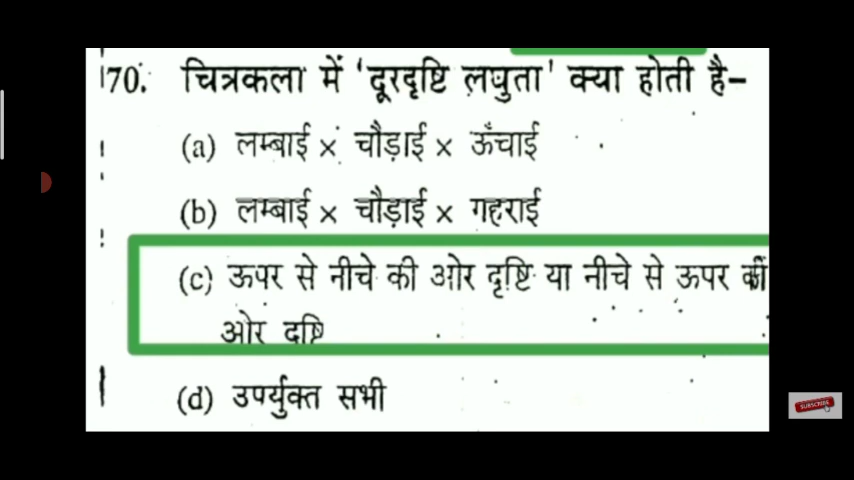 70. चित्रकला में 'दूरदृष्टि लघुता' क्या होती है–
(a) लम्बाई × चौड़ाई × ऊँचाई
(b) लम्बाई × चौड़ाई × गहराई
(c) ऊपर से नीचे की ओर दृष्टि या नीचे से ऊपर की
ओर दृष्टि
(d) उपर्युक्त सभी
SUBSCRIBE